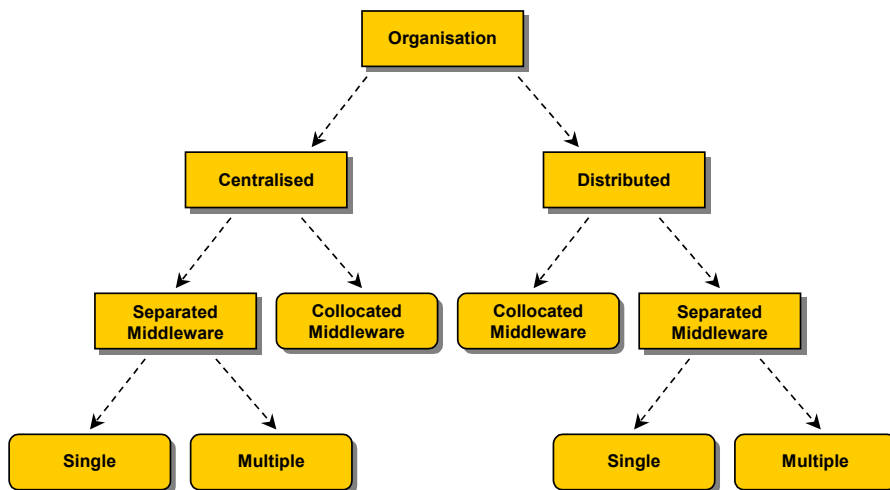 Organisation
Centralised
Distributed
Separated
Middleware
Collocated
Middleware
Collocated
Middleware
Separated
Middleware
Single
Multiple
Single
Multiple